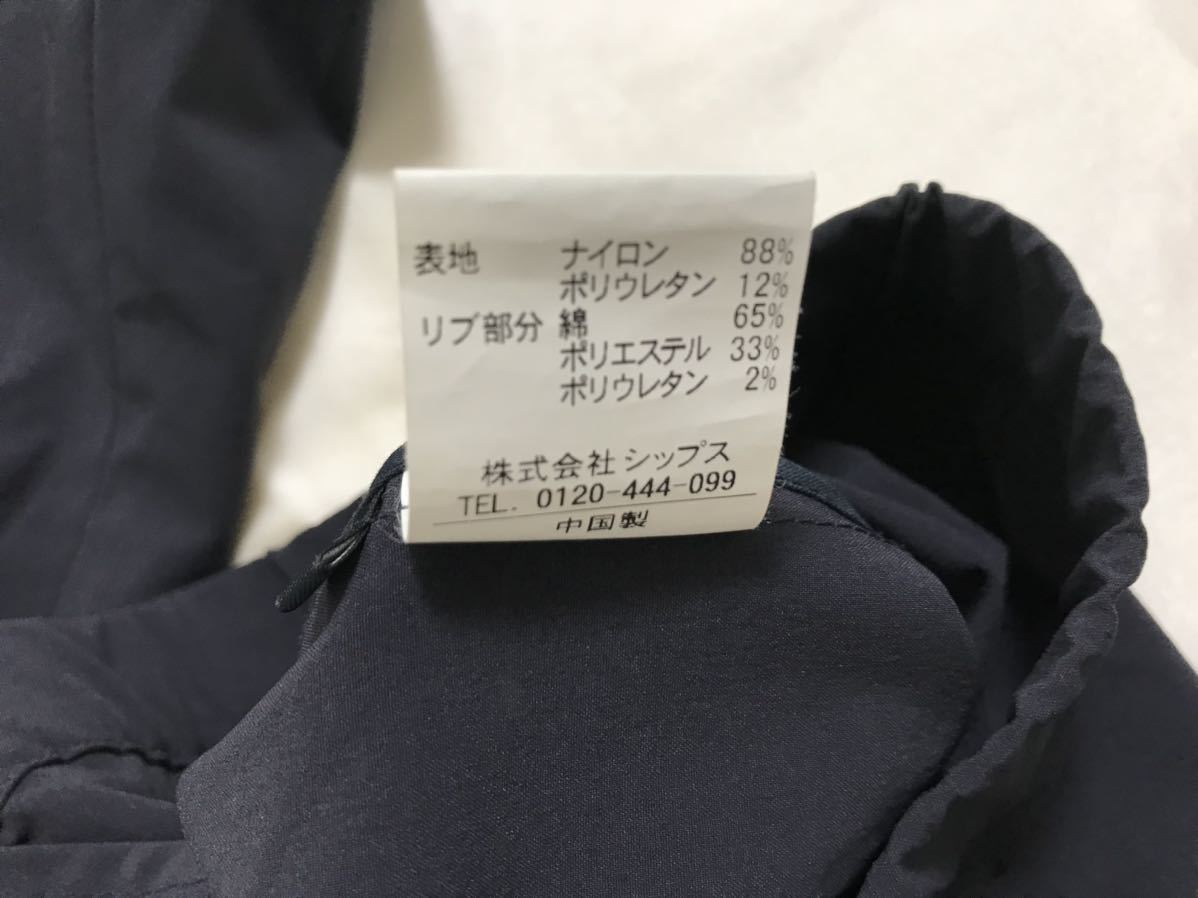 表地 ナイロン 88%
ポリウレタン 12%
リブ部分 綿 65%
ポリエステル 33%
ポリウレタン 2%
株式会社 シップス
TEL. 0120-444-099
中国製